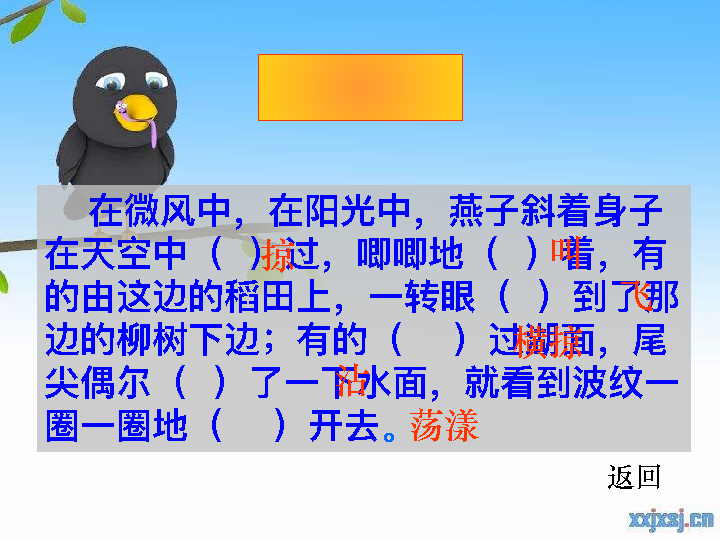 在微风中，在阳光中，燕子斜着身子
在天空中（ ）掠过，唧唧地（ ）叫着，有
的由这边的稻田上，一转眼（ ）到了飞那
边的柳树下边；有的（ ）过横掠湖面，尾
尖偶尔（ ）了一下沾水面，就看到波纹一
圈一圈地（ ）开去。荡漾
返回
xxjxsj.cn